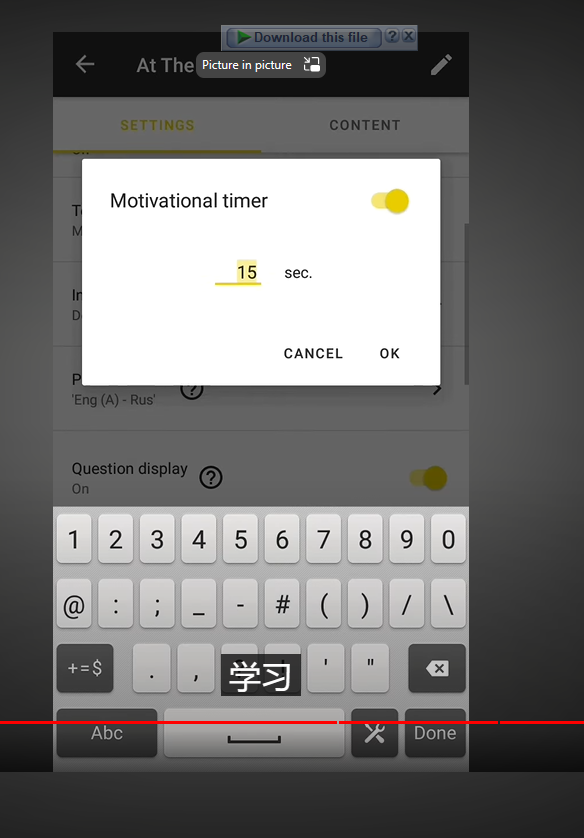 Download this file ? X
At The
Picture in picture
SETTINGS CONTENT
Motivational timer
15 sec.
CANCEL OK
'Eng (A) - Rus' ?
Question display ?
On
1 2 3 4 5 6 7 8 9 0
@ : ; _ - # ( ) / \
+=$ . , ' "
学习
Abc Done